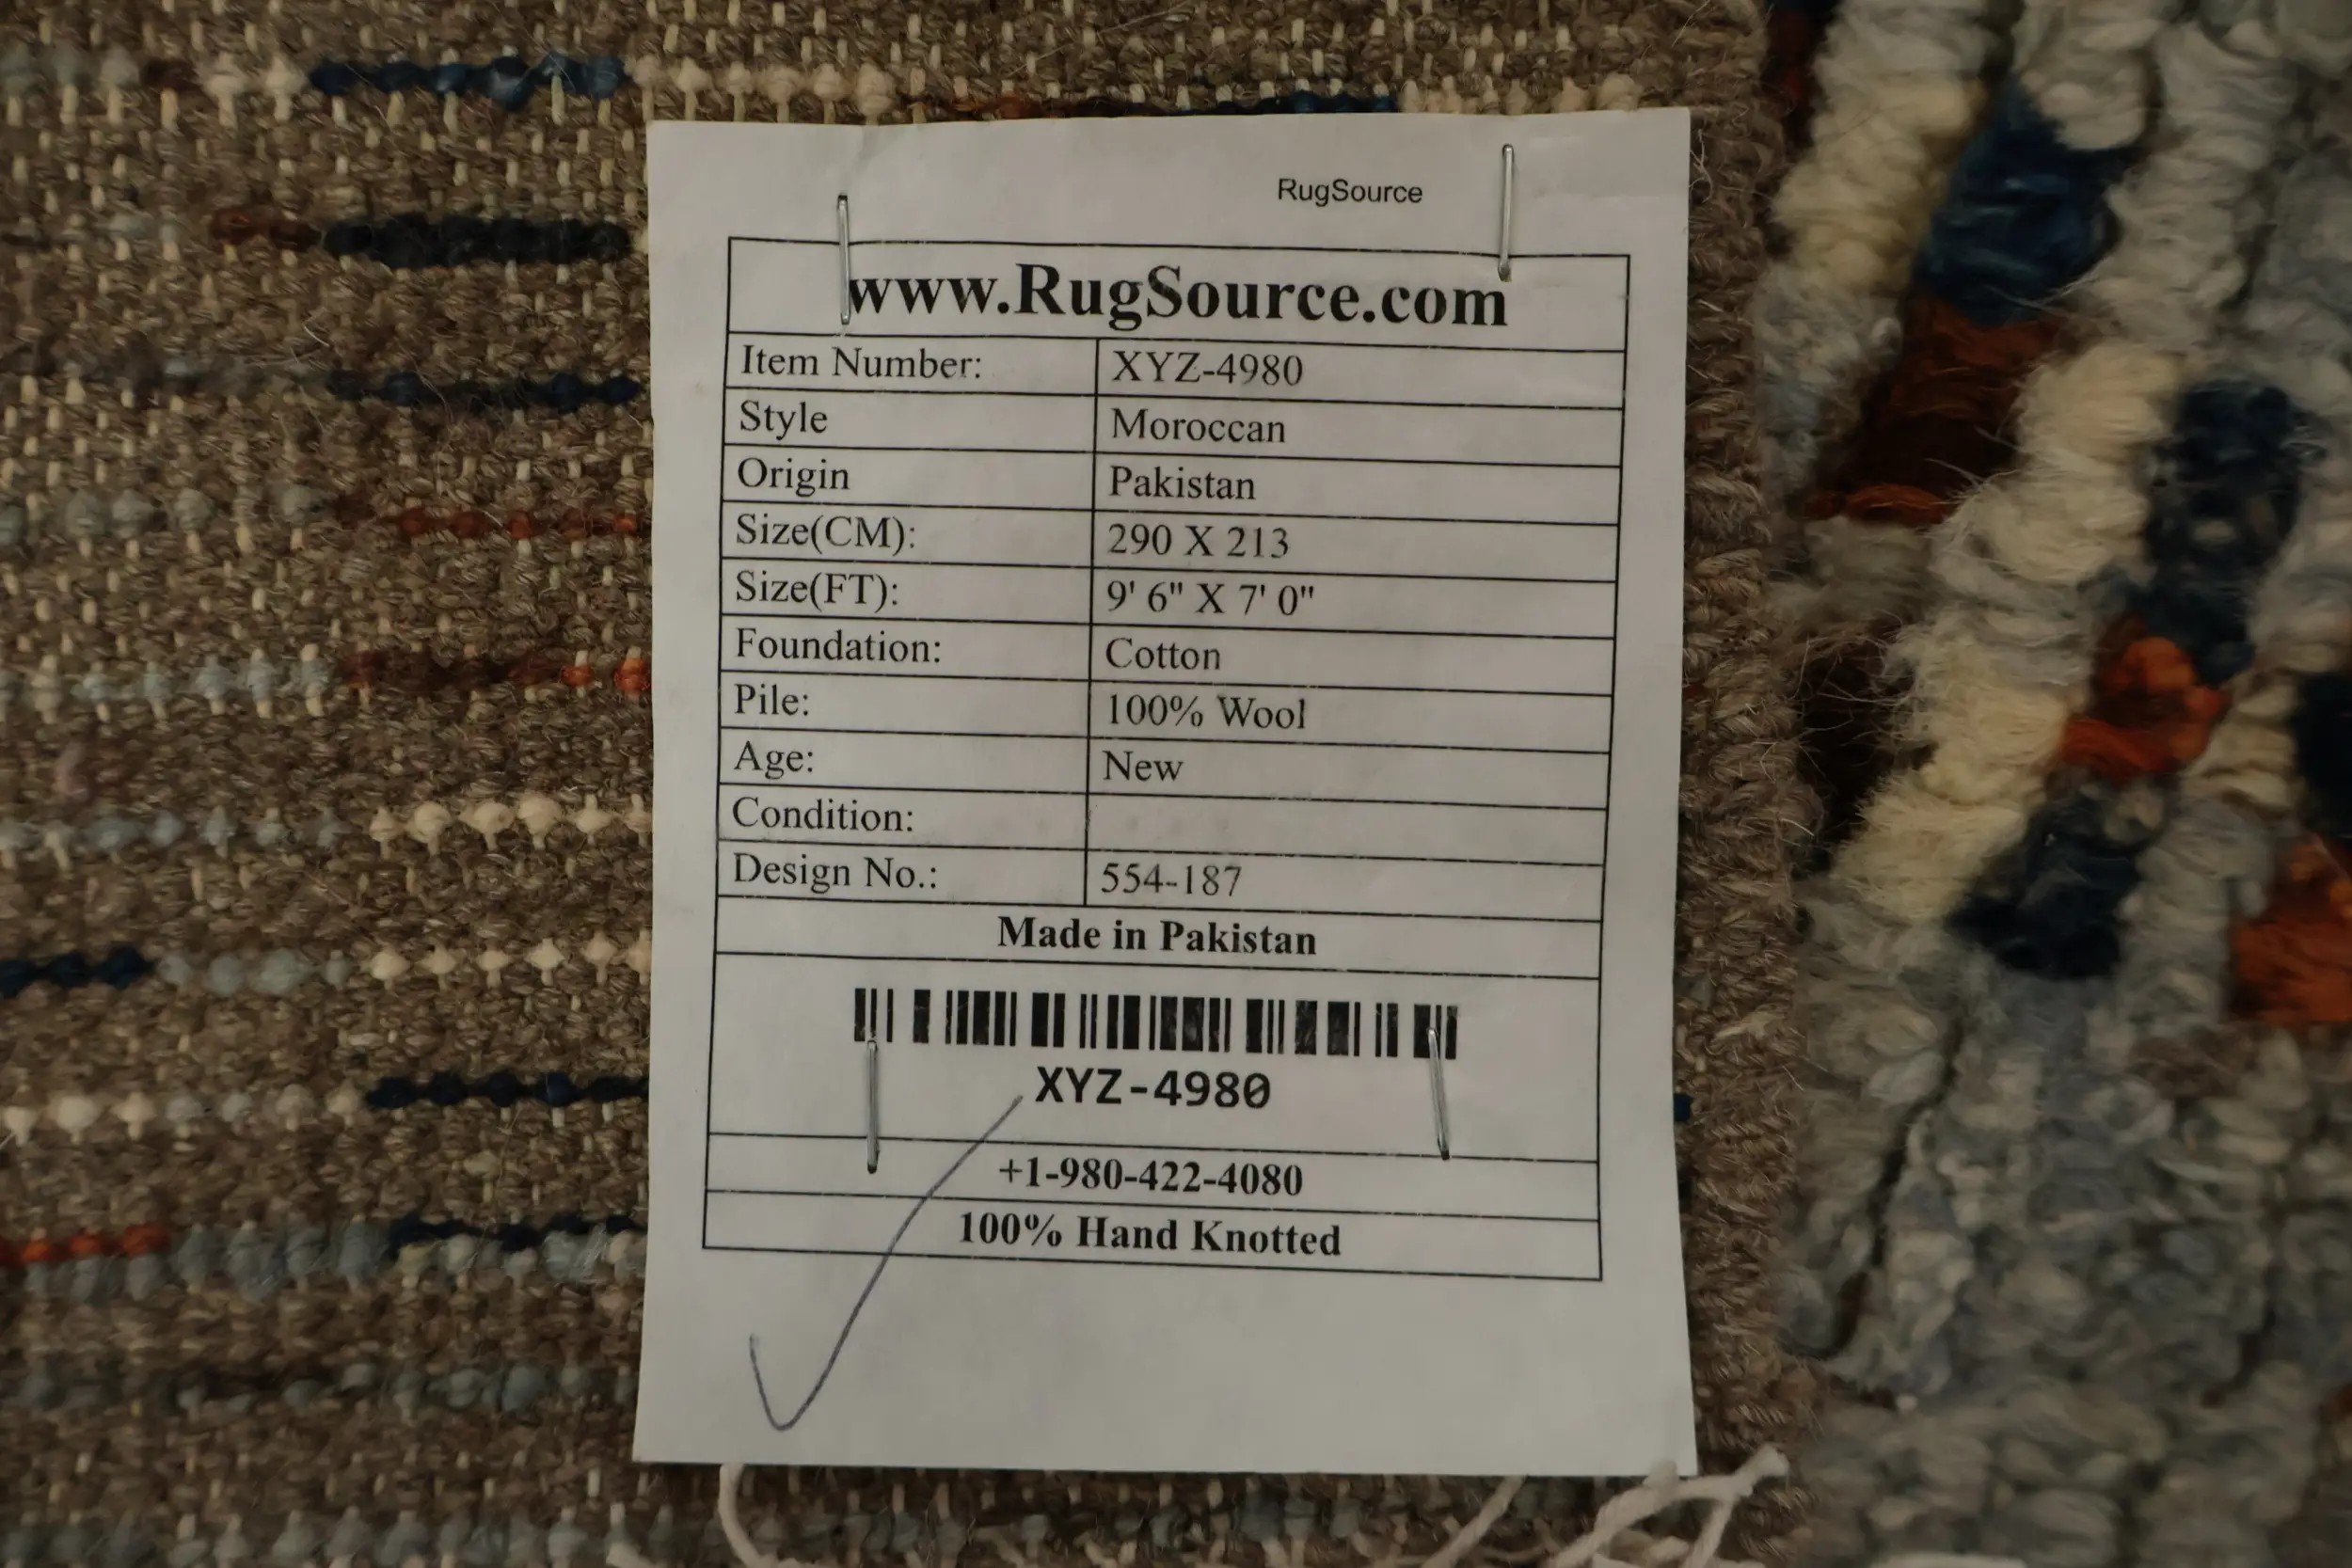 RugSource
www.RugSource.com
Item Number: XYZ-4980
Style Moroccan
Origin Pakistan
Size(CM): 290 X 213
Size(FT): 9' 6" X 7' 0"
Foundation: Cotton
Pile: 100% Wool
Age: New
Condition:
Design No.: 554-187
Made in Pakistan
XYZ-4980
+1-980-422-4080
100% Hand Knotted